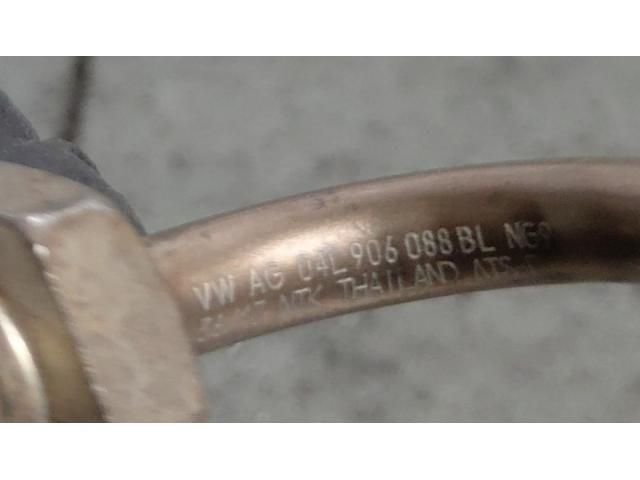 VW AG 04L 906 088 BL
NTK THAILAND